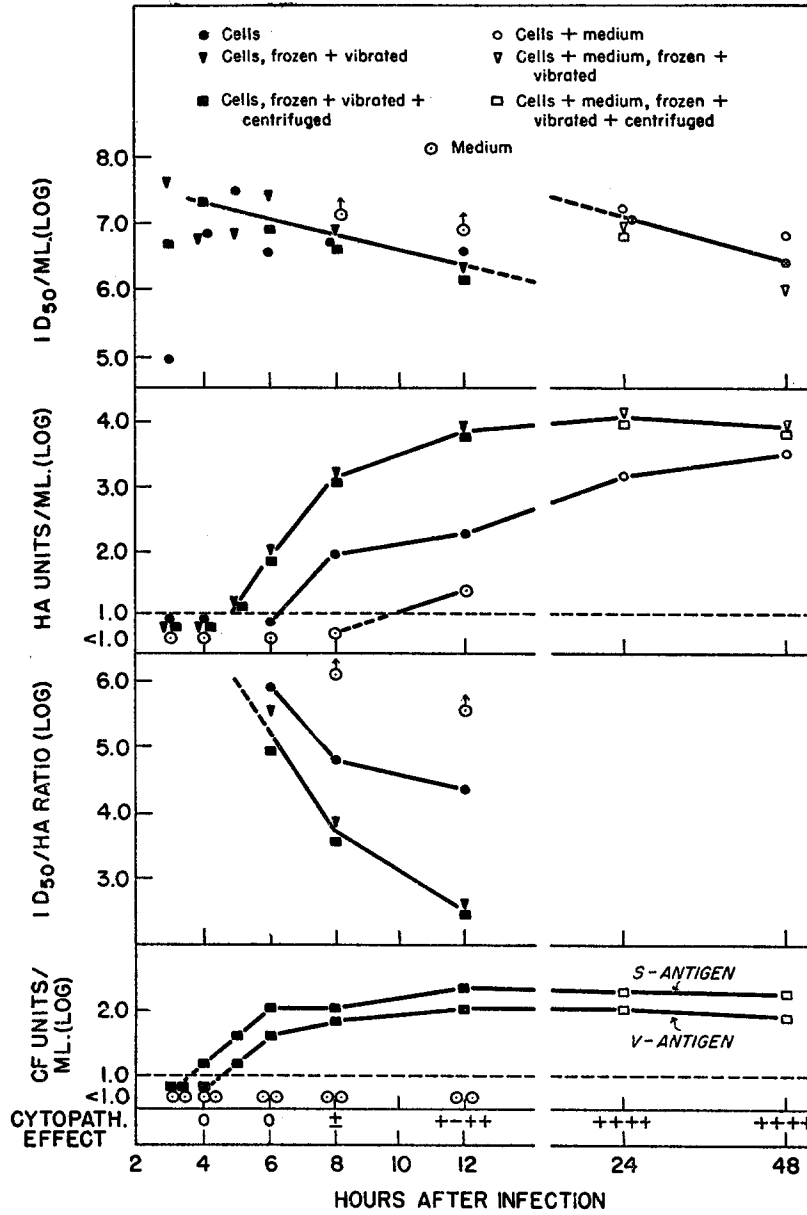 Cells
Cells, frozen + vibrated
Cells, frozen + vibrated +
centrifuged
Cells + medium
Cells + medium, frozen +
vibrated
Cells + medium, frozen +
vibrated + centrifuged
Medium
ID50/ML.(LOG)
8.0
7.0
6.0
5.0
HA UNITS/ML.(LOG)
4.0
3.0
2.0
1.0
<1.0
ID50/HA RATIO (LOG)
6.0
5.0
4.0
3.0
CF UNITS/
ML.(LOG)
2.0
1.0
<1.0
S-ANTIGEN
V-ANTIGEN
CYTOPATH.
EFFECT
o o ± +-++ ++++ ++++
2 4 6 8 10 12 24 48
HOURS AFTER INFECTION